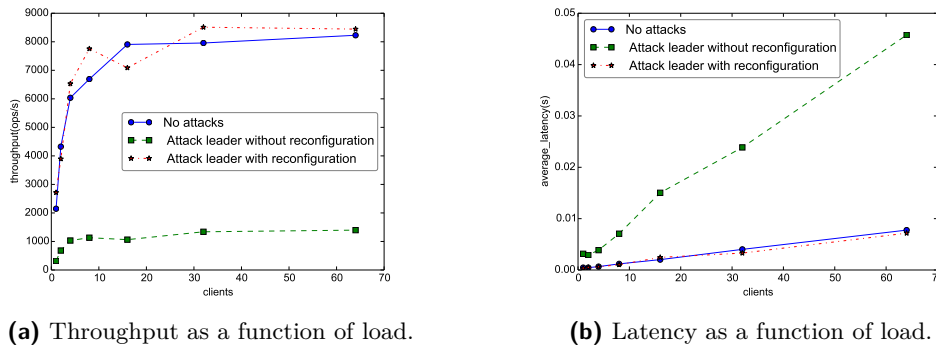 9000
8000
7000
6000
5000
4000
3000
2000
1000
0
throughput(ops/s)
No attacks
Attack leader without reconfiguration
Attack leader with reconfiguration
0 10 20 30 40 50 60 70
clients
(a) Throughput as a function of load.
0.05
0.04
0.03
0.02
0.01
0.00
average_latency(s)
No attacks
Attack leader without reconfiguration
Attack leader with reconfiguration
0 10 20 30 40 50 60 70
clients
(b) Latency as a function of load.